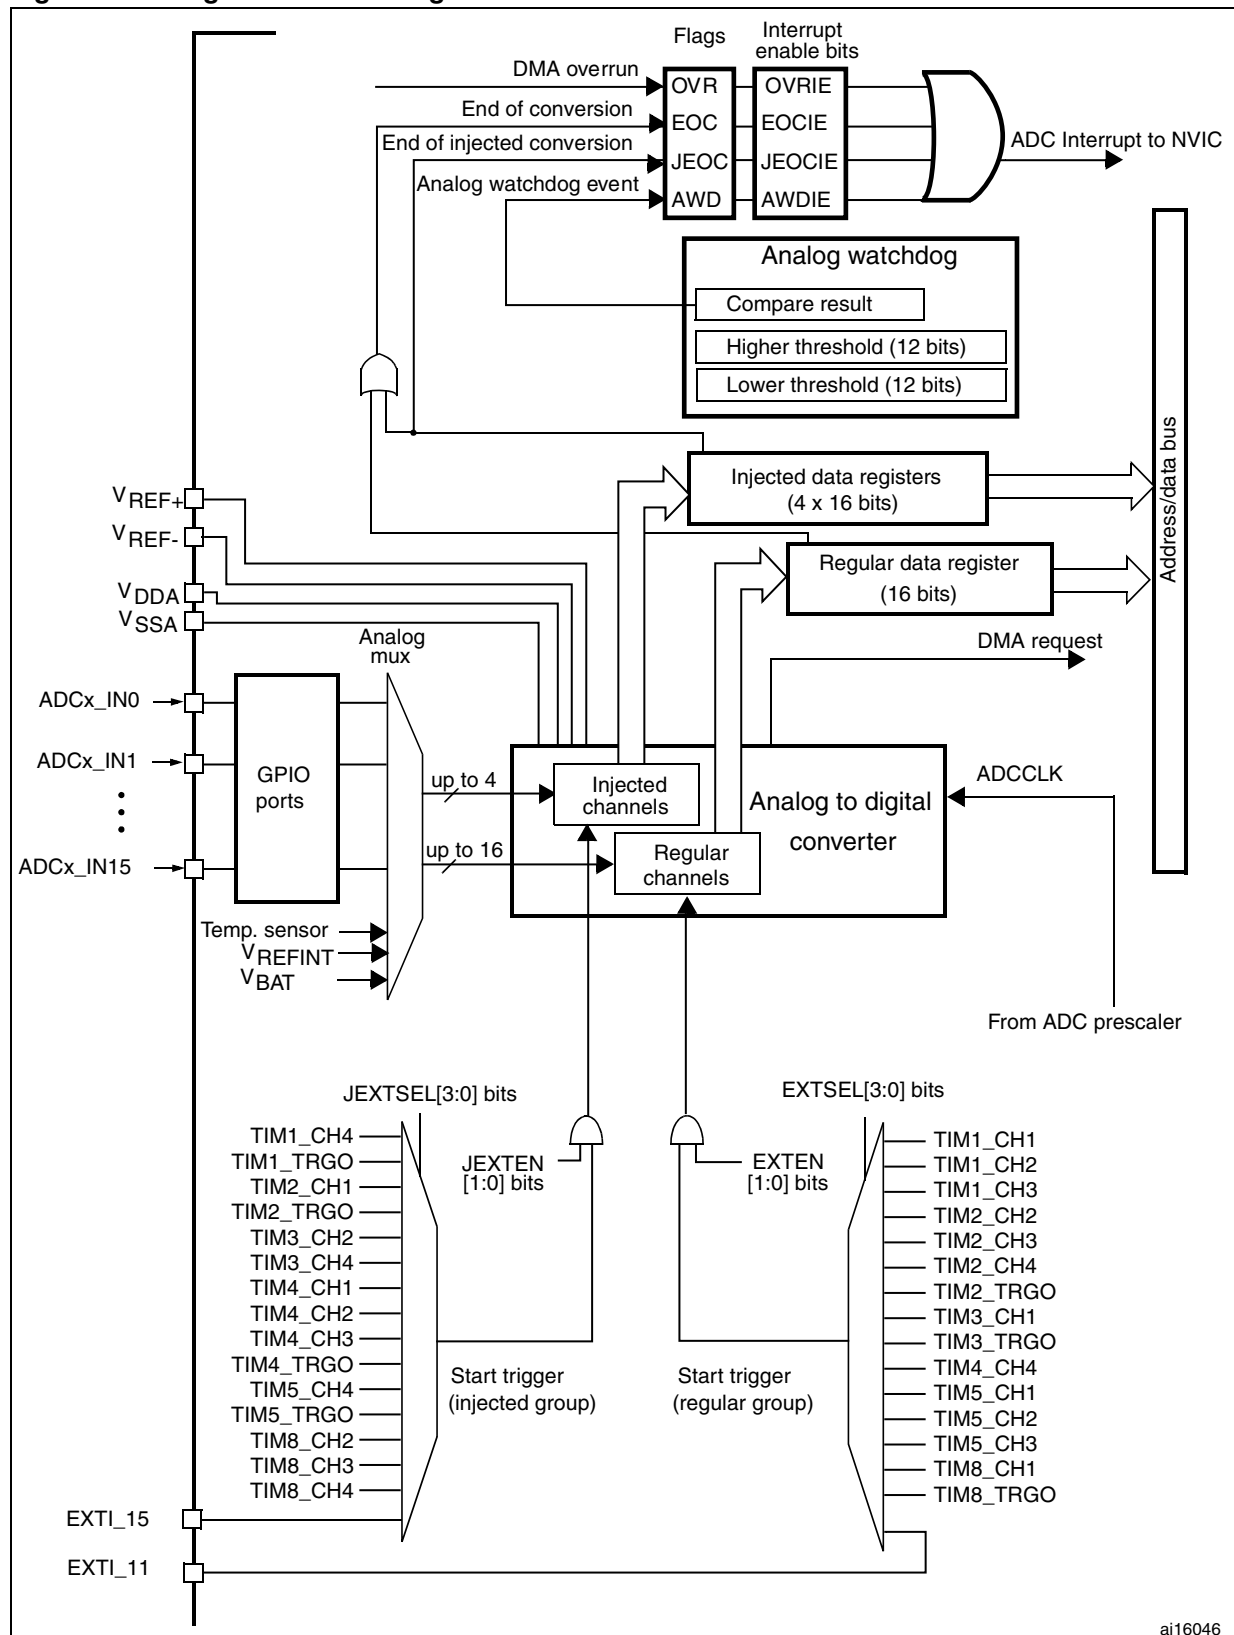 Flags
Interrupt
enable bits
DMA overrun
OVR
OVRIE
End of conversion
EOC
EOCIE
End of injected conversion
JEOC
JEOCIE
ADC Interrupt to NVIC
Analog watchdog event
AWD
AWDIE
Analog watchdog
Compare result
Higher threshold (12 bits)
Lower threshold (12 bits)
Address/data bus
Injected data registers
(4 x 16 bits)
VREF+
VREF-
VDDA
VSSA
Regular data register
(16 bits)
Analog
mux
DMA request
ADCx_IN0
ADCx_IN1
ADCx_IN15
GPIO
ports
up to 4
up to 16
Injected
channels
Regular
channels
Analog to digital
converter
ADCCLK
Temp. sensor
VREFINT
VBAT
From ADC prescaler
JEXTSEL[3:0] bits
EXTSEL[3:0] bits
TIM1_CH4
TIM1_TRGO
TIM2_CH1
TIM2_TRGO
TIM3_CH2
TIM3_CH4
TIM4_CH1
TIM4_CH2
TIM4_CH3
TIM4_TRGO
TIM5_CH4
TIM5_TRGO
TIM8_CH2
TIM8_CH3
TIM8_CH4
JEXTEN
[1:0] bits
EXTEN
[1:0] bits
Start trigger
(injected group)
Start trigger
(regular group)
TIM1_CH1
TIM1_CH2
TIM1_CH3
TIM2_CH2
TIM2_CH3
TIM2_CH4
TIM2_TRGO
TIM3_CH1
TIM3_TRGO
TIM4_CH4
TIM5_CH1
TIM5_CH2
TIM5_CH3
TIM8_CH1
TIM8_TRGO
EXTI_15
EXTI_11
ai16046